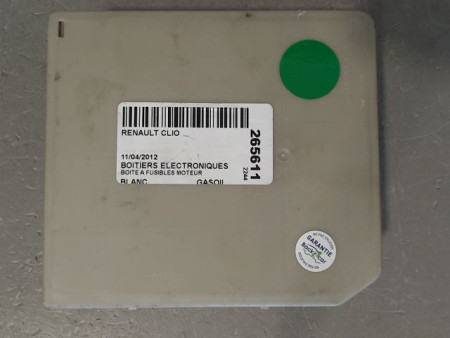 RENAULT CLIO
11/04/2012
BOITIERS ELECTRONIQUES
BOITE A FUSIBLES MOTEUR
BLANC GASOIL
265611
2244
GARANTIE